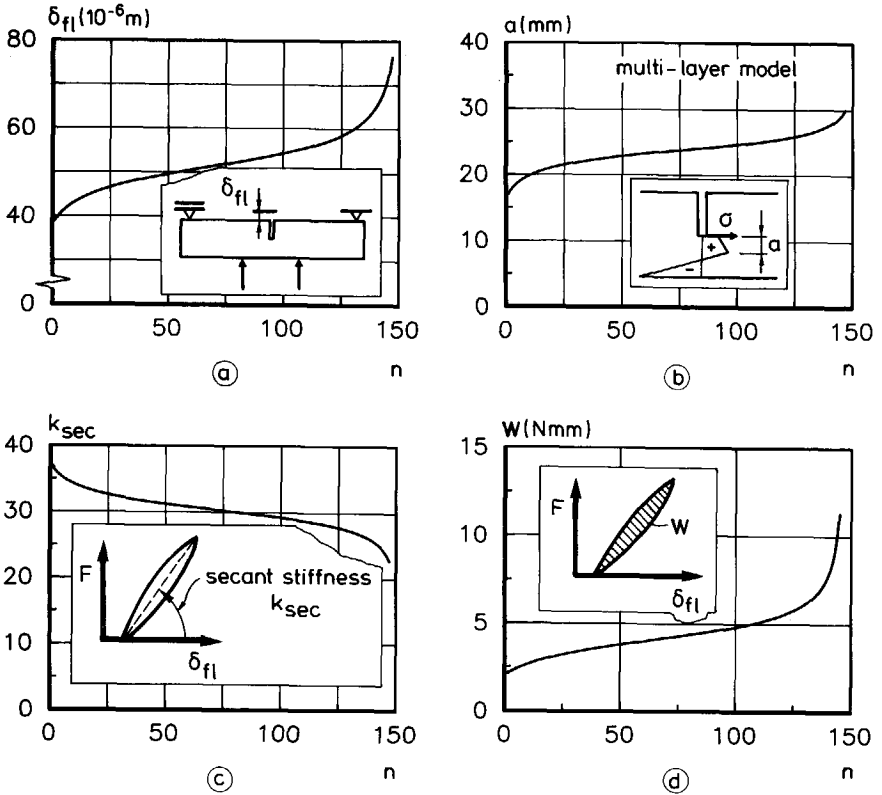 δfl (10⁻⁶m)
80
60
40
0
0 50 100 150
n
δfl
ⓐ
a (mm)
40
30
20
10
0
0 50 100 150
n
multi-layer model
σ
+
a
-
ⓑ
ksec
40
30
20
10
0
0 50 100 150
n
F
secant stiffness
ksec
δfl
ⓒ
W (Nmm)
15
10
5
0
0 50 100 150
n
F
W
δfl
ⓓ